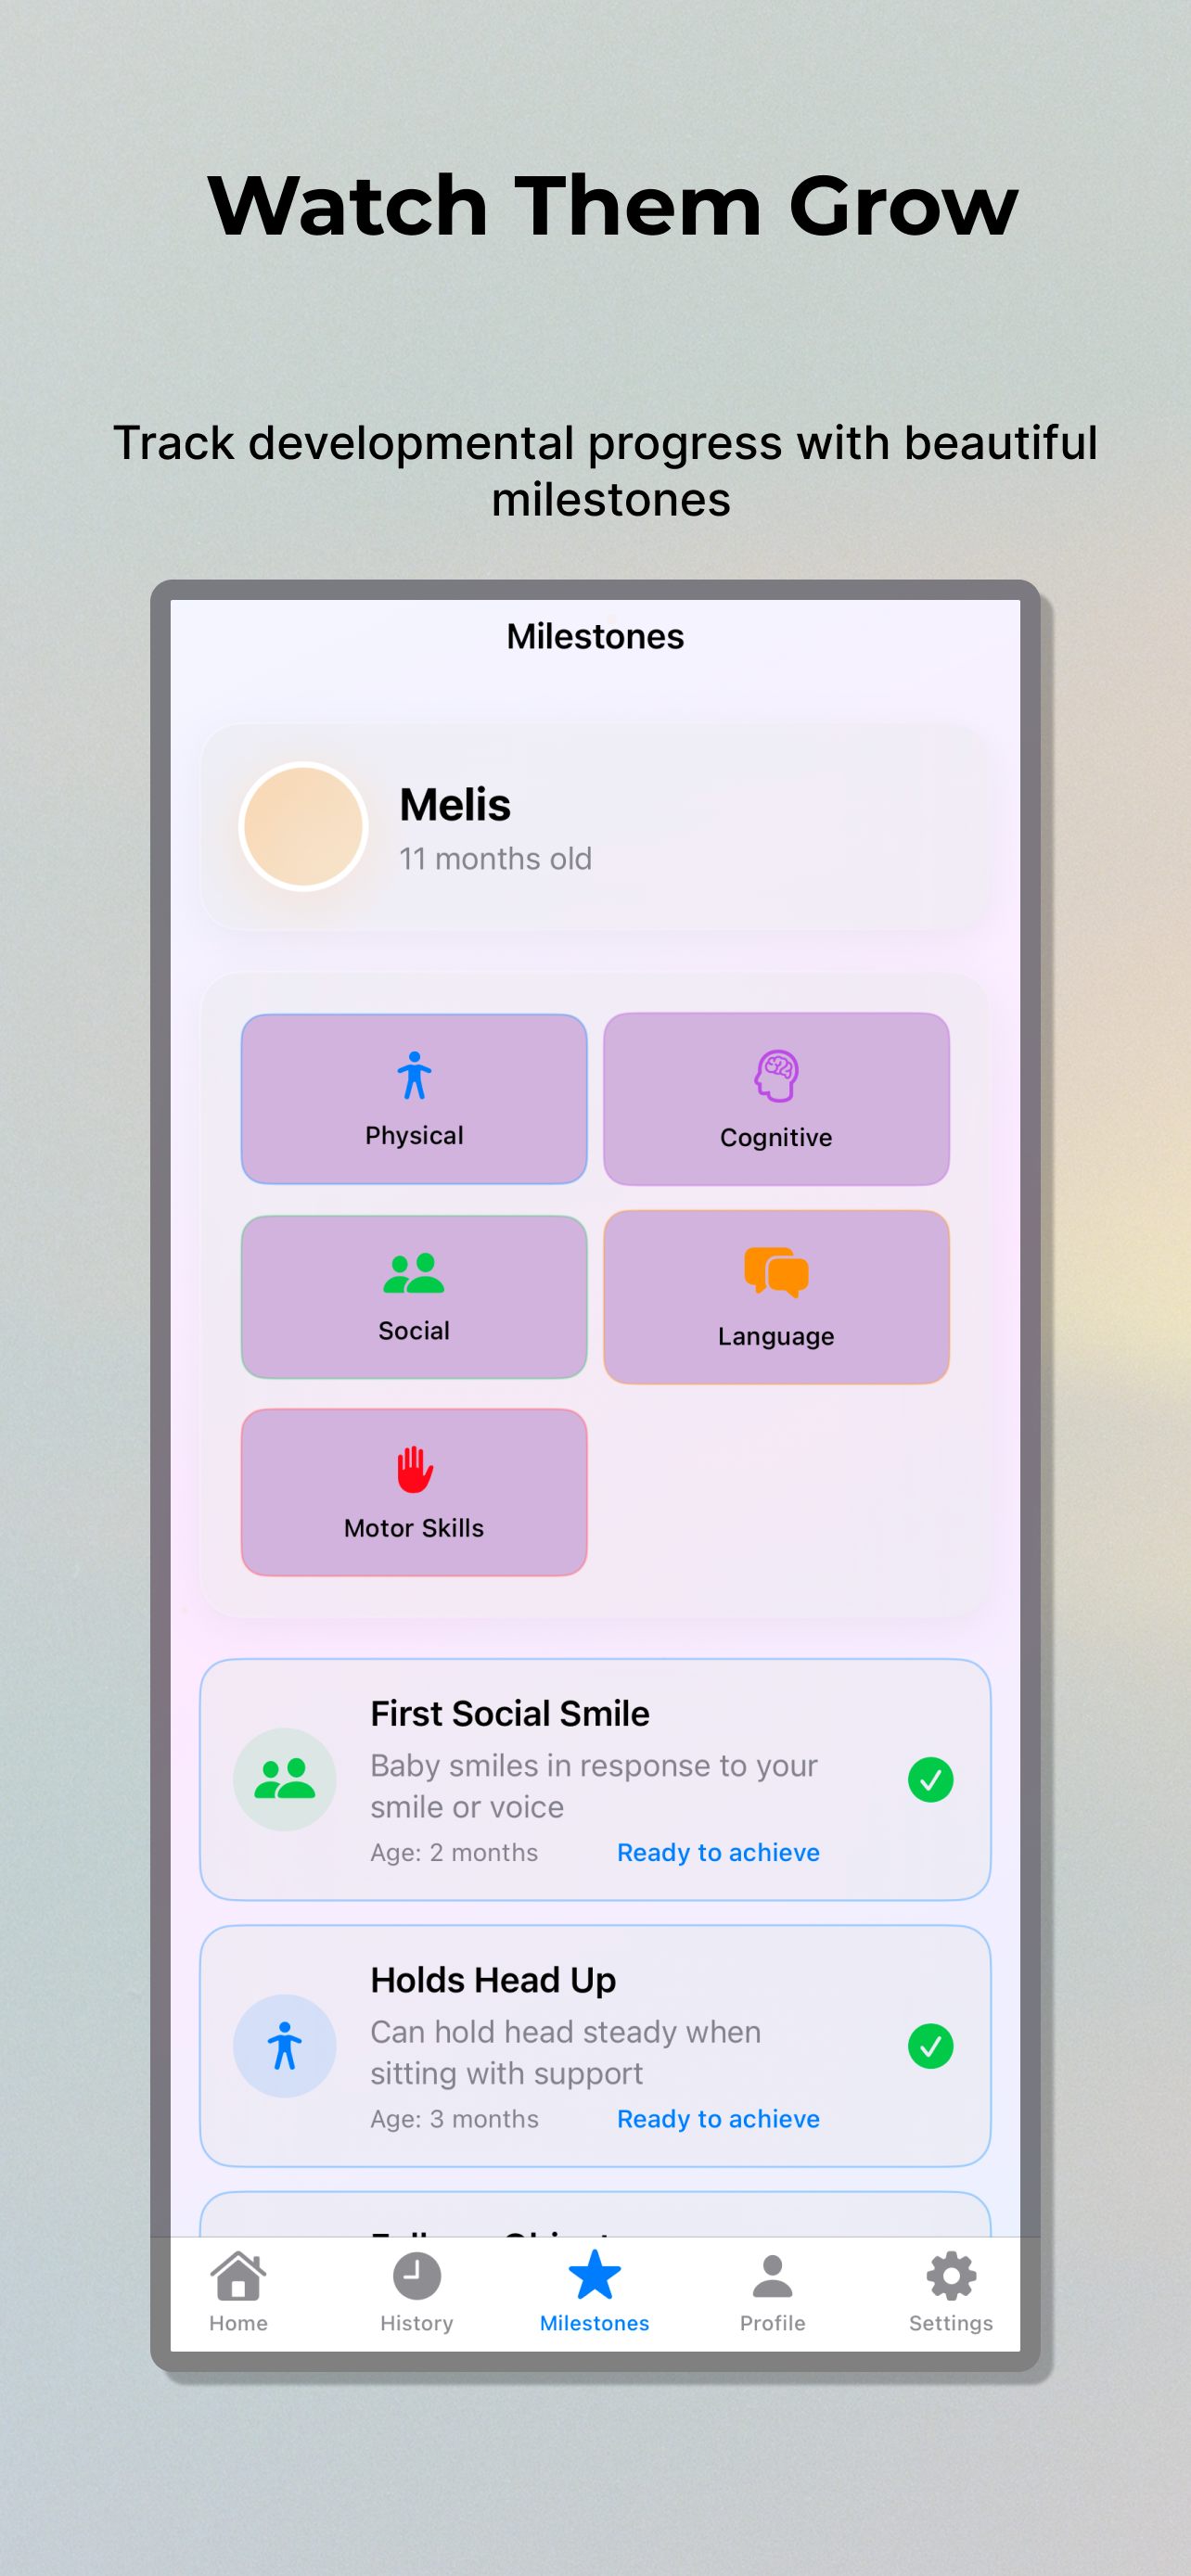 Watch Them Grow
Track developmental progress with beautiful
milestones
Milestones
Melis
11 months old
Physical
Cognitive
Social
Language
Motor Skills
First Social Smile
Baby smiles in response to your
smile or voice
Age: 2 months
Ready to achieve
Holds Head Up
Can hold head steady when
sitting with support
Age: 3 months
Ready to achieve
Home
History
Milestones
Profile
Settings